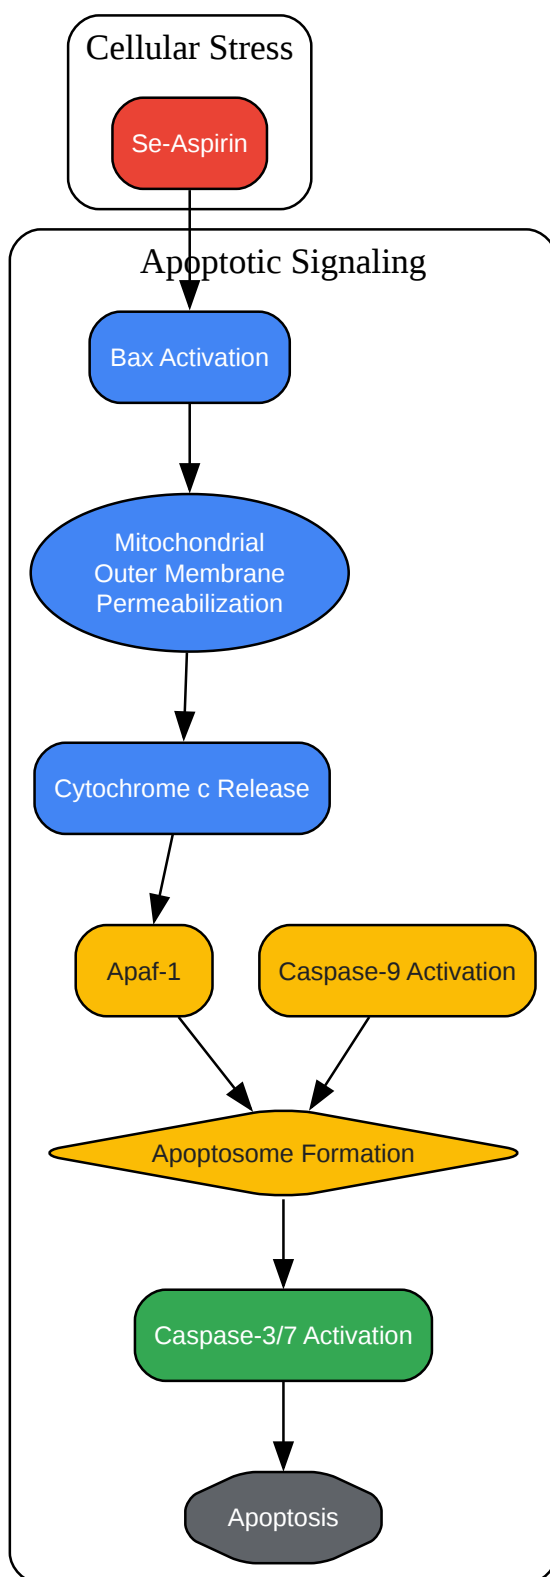 Cellular Stress
Se-Aspirin
Apoptotic Signaling
Bax Activation
Mitochondrial
Outer Membrane
Permeabilization
Cytochrome c Release
Apaf-1
Caspase-9 Activation
Apoptosome Formation
Caspase-3/7 Activation
Apoptosis